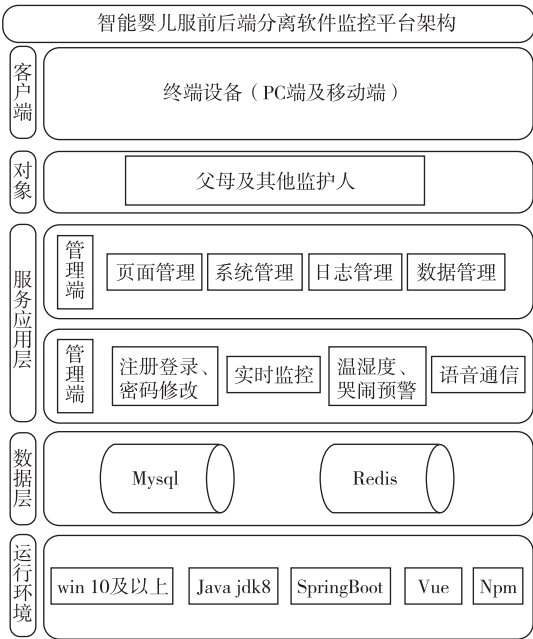 智能婴儿服前后端分离软件监控平台架构
客户端
终端设备（PC端及移动端）
对象
父母及其他监护人
服务应用层
管理端
页面管理
系统管理
日志管理
数据管理
管理端
注册登录、
密码修改
实时监控
温湿度、
哭闹预警
语音通信
数据层
Mysql
Redis
运行环境
win 10及以上
Java jdk8
SpringBoot
Vue
Npm